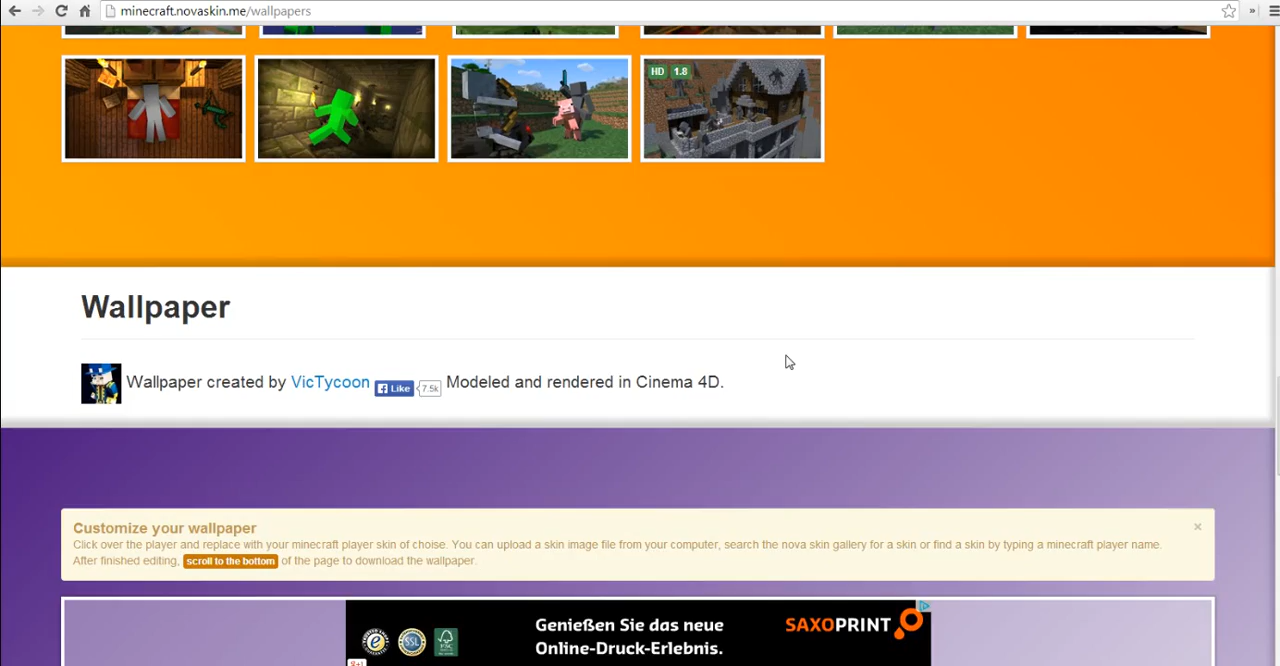 minecraft.novaskin.me/wallpapers
HD 1.8
Wallpaper
Wallpaper created by VicTycoon Like 7.5k Modeled and rendered in Cinema 4D.
Customize your wallpaper
Click over the player and replace with your minecraft player skin of choise. You can upload a skin image file from your computer, search the nova skin gallery for a skin or find a skin by typing a minecraft player name.
After finished editing, scroll to the bottom of the page to download the wallpaper.
Genießen Sie das neue
Online-Druck-Erlebnis.
SAXOPRINT
SSL
FSC
g+1